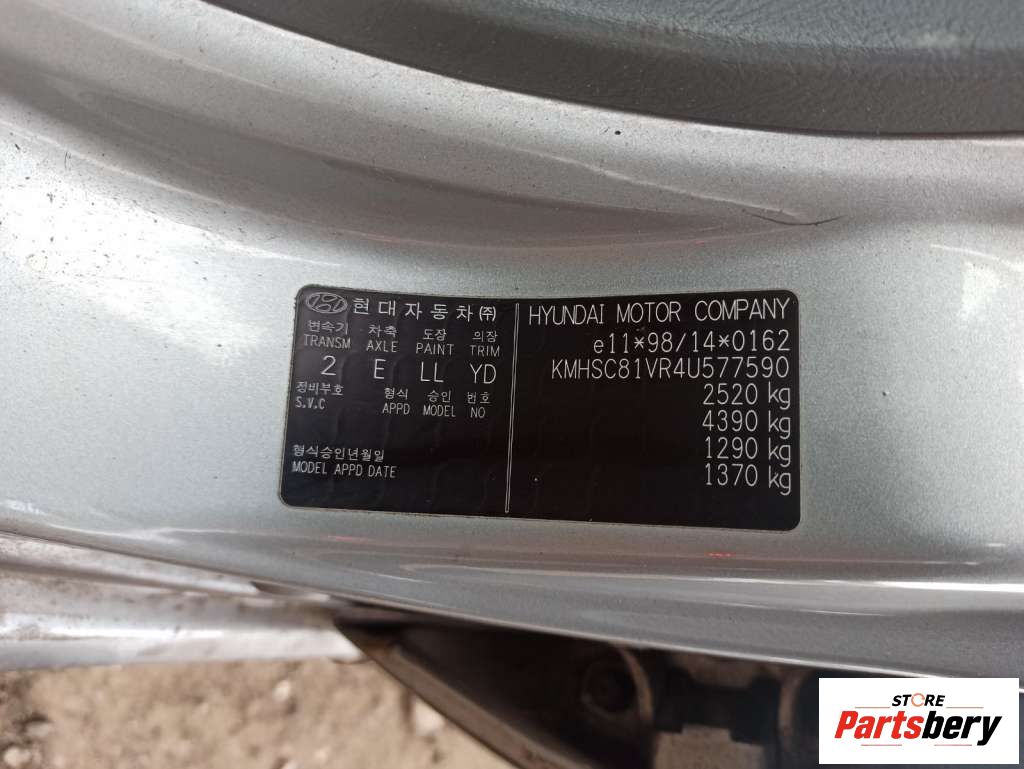 현대자동차㈜
변속기 차축 도장 의장
TRANSM AXLE PAINT TRIM
2 E LL YD
정비부호 형식 승인 번호
S.V.C APPD MODEL NO
형식승인년월일
MODEL APPD DATE
HYUNDAI MOTOR COMPANY
e11*98/14*0162
KMHSC81VR4U577590
2520 kg
4390 kg
1290 kg
1370 kg
STORE
Partsbery